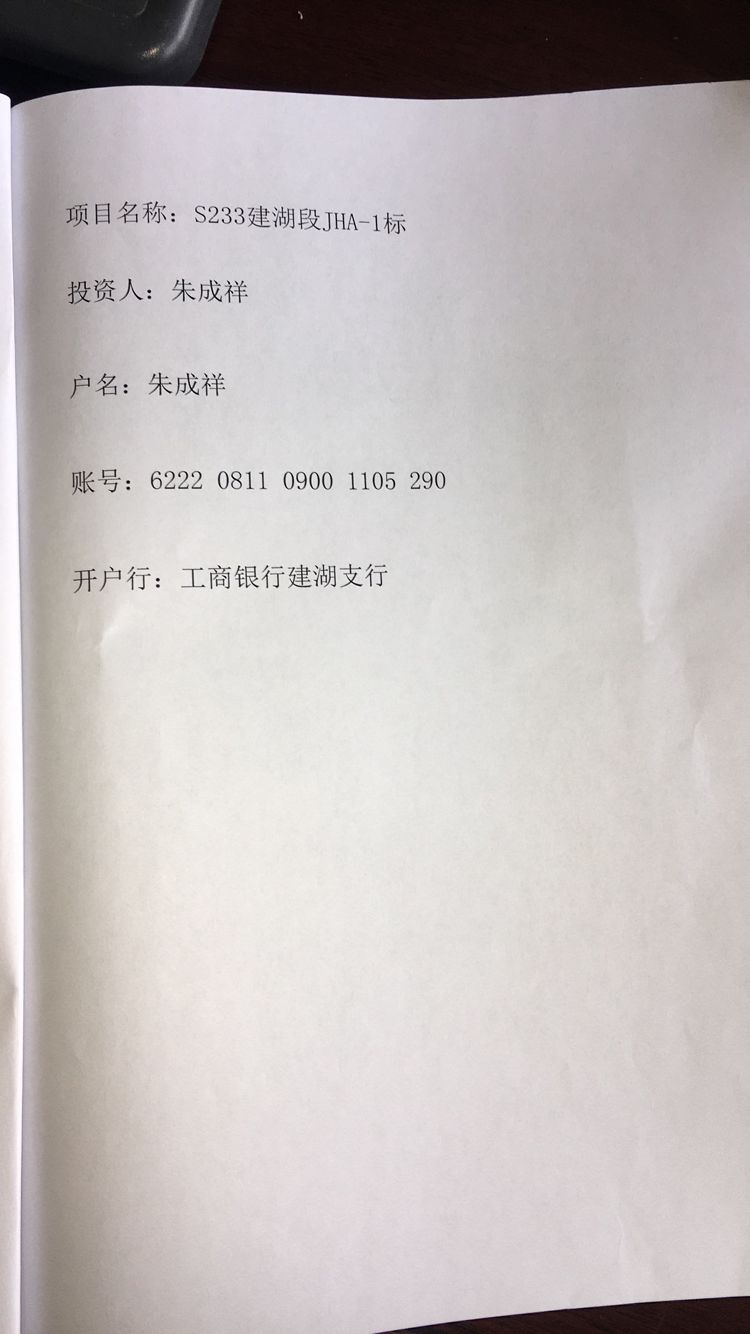 项目名称：S233建湖段JHA-1标
投资人：朱成祥
户名：朱成祥
账号：6222 0811 0900 1105 290
开户行：工商银行建湖支行